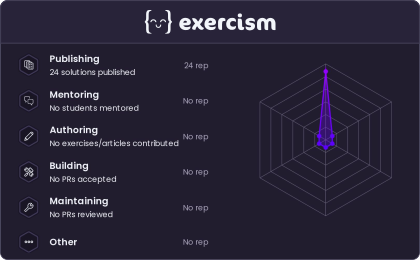 exercism
Publishing
24 solutions published
24 rep
Mentoring
No students mentored
No rep
Authoring
No exercises/articles contributed
No rep
Building
No PRs accepted
No rep
Maintaining
No PRs reviewed
No rep
Other
No rep